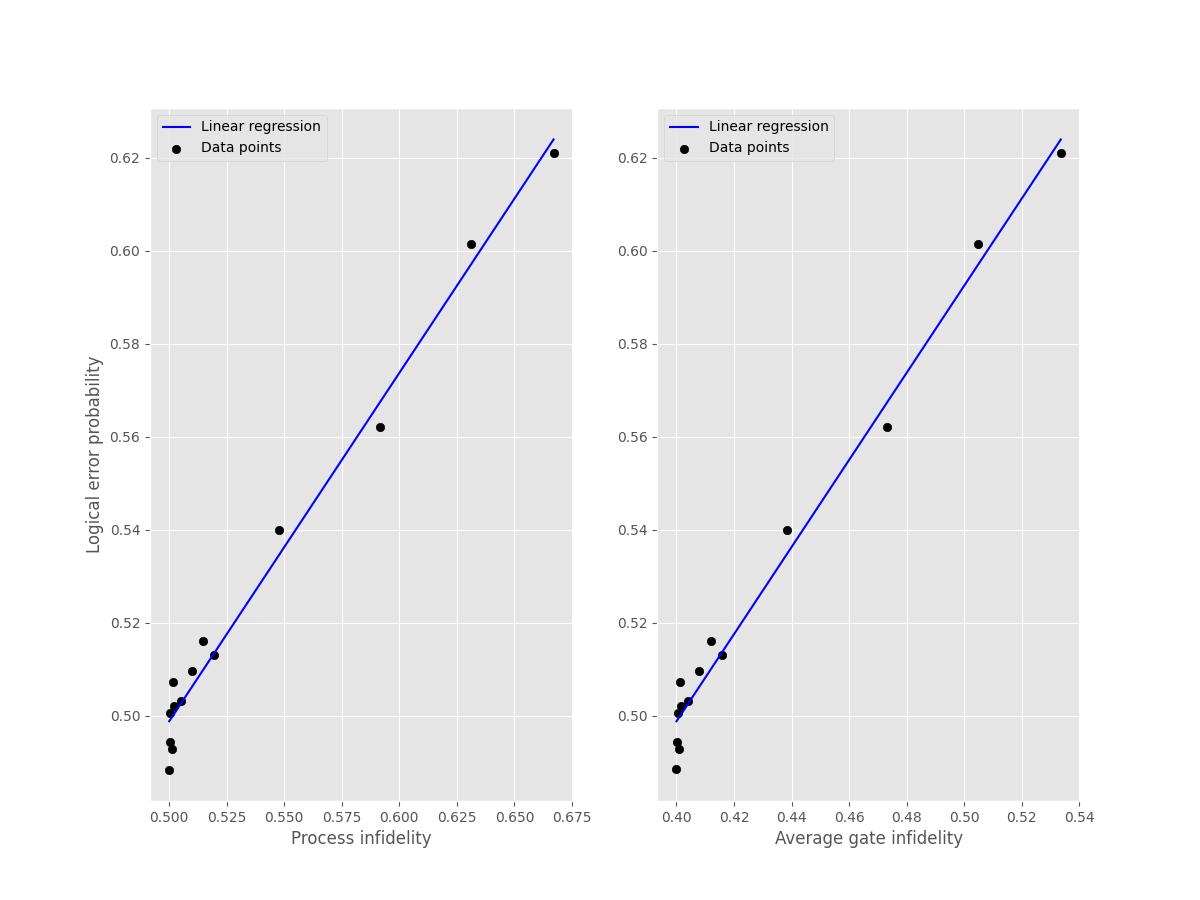 Linear regression
Data points
Linear regression
Data points
0.62
0.60
0.58
0.56
0.54
0.52
0.50
Logical error probability
0.500 0.525 0.550 0.575 0.600 0.625 0.650 0.675
Process infidelity
0.62
0.60
0.58
0.56
0.54
0.52
0.50
0.40 0.42 0.44 0.46 0.48 0.50 0.52 0.54
Average gate infidelity